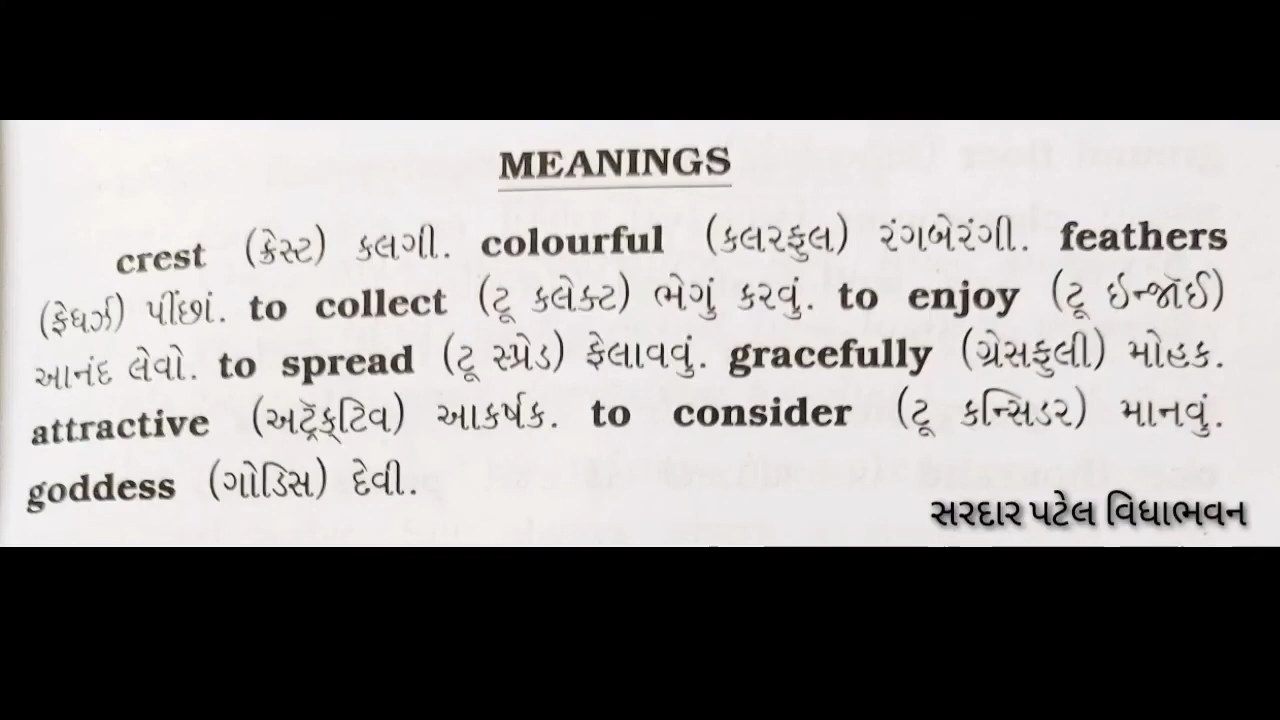 MEANINGS
crest (ક્રેસ્ટ) કલગી. colourful (કલરફુલ) રંગબેરંગી. feathers
(ફેધર્ઝ) પીંછાં. to collect (ટૂ કલેક્ટ) ભેગું કરવું. to enjoy (ટૂ ઇન્જૉઈ)
આનંદ લેવો. to spread (ટૂ સ્પ્રેડ) ફેલાવવું. gracefully (ગ્રેસફુલી) મોહક.
attractive (અટ્રૅક્ટિવ) આકર્ષક. to consider (ટૂ કન્સિડર) માનવું.
goddess (ગોડિસ) દેવી.
સરદાર પટેલ વિધાભવન